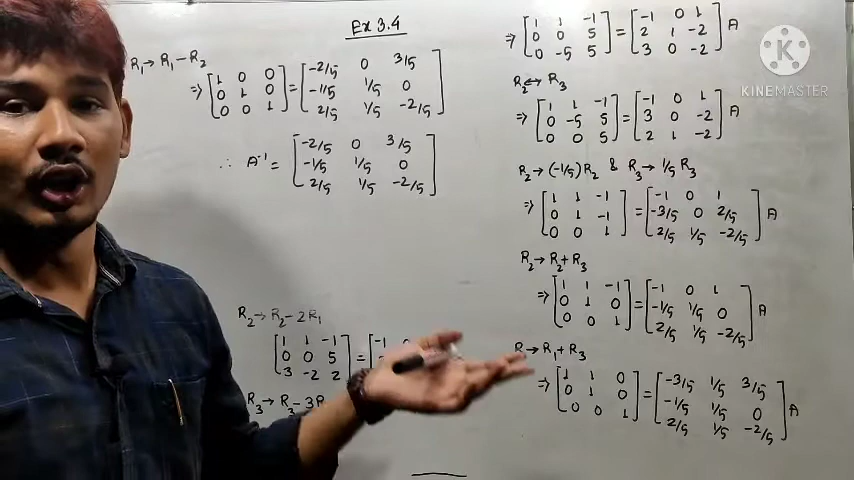 Ex 3.4
R₁ → R₁ - R₂
⇒ [1 0 0; 0 1 0; 0 0 1] = [-2/5 0 3/5; -1/5 1/5 0; 2/5 1/5 -2/5]
∴ A⁻¹ = [-2/5 0 3/5; -1/5 1/5 0; 2/5 1/5 -2/5]
R₂ → R₂ - 2R₁
[1 1 -1; 0 0 5; 3 -2 2] = [-1
R₃ → R₃ - 3R
⇒ [1 1 -1; 0 0 5; 0 -5 5] = [-1 0 1; 2 1 -2; 3 0 -2] A
R₂ ↔ R₃
⇒ [1 1 -1; 0 -5 5; 0 0 5] = [-1 0 1; 3 0 -2; 2 1 -2] A
R₂ → (-1/5) R₂ & R₃ → 1/5 R₃
⇒ [1 1 -1; 0 1 -1; 0 0 1] = [-1 0 1; -3/5 0 2/5; 2/5 1/5 -2/5] A
R₂ → R₂ + R₃
⇒ [1 1 -1; 0 1 0; 0 0 1] = [-1 0 1; -1/5 1/5 0; 2/5 1/5 -2/5] A
R → R₁ + R₃
⇒ [1 1 0; 0 1 0; 0 0 1] = [-3/5 1/5 3/5; -1/5 1/5 0; 2/5 1/5 -2/5] A
KINEMASTER